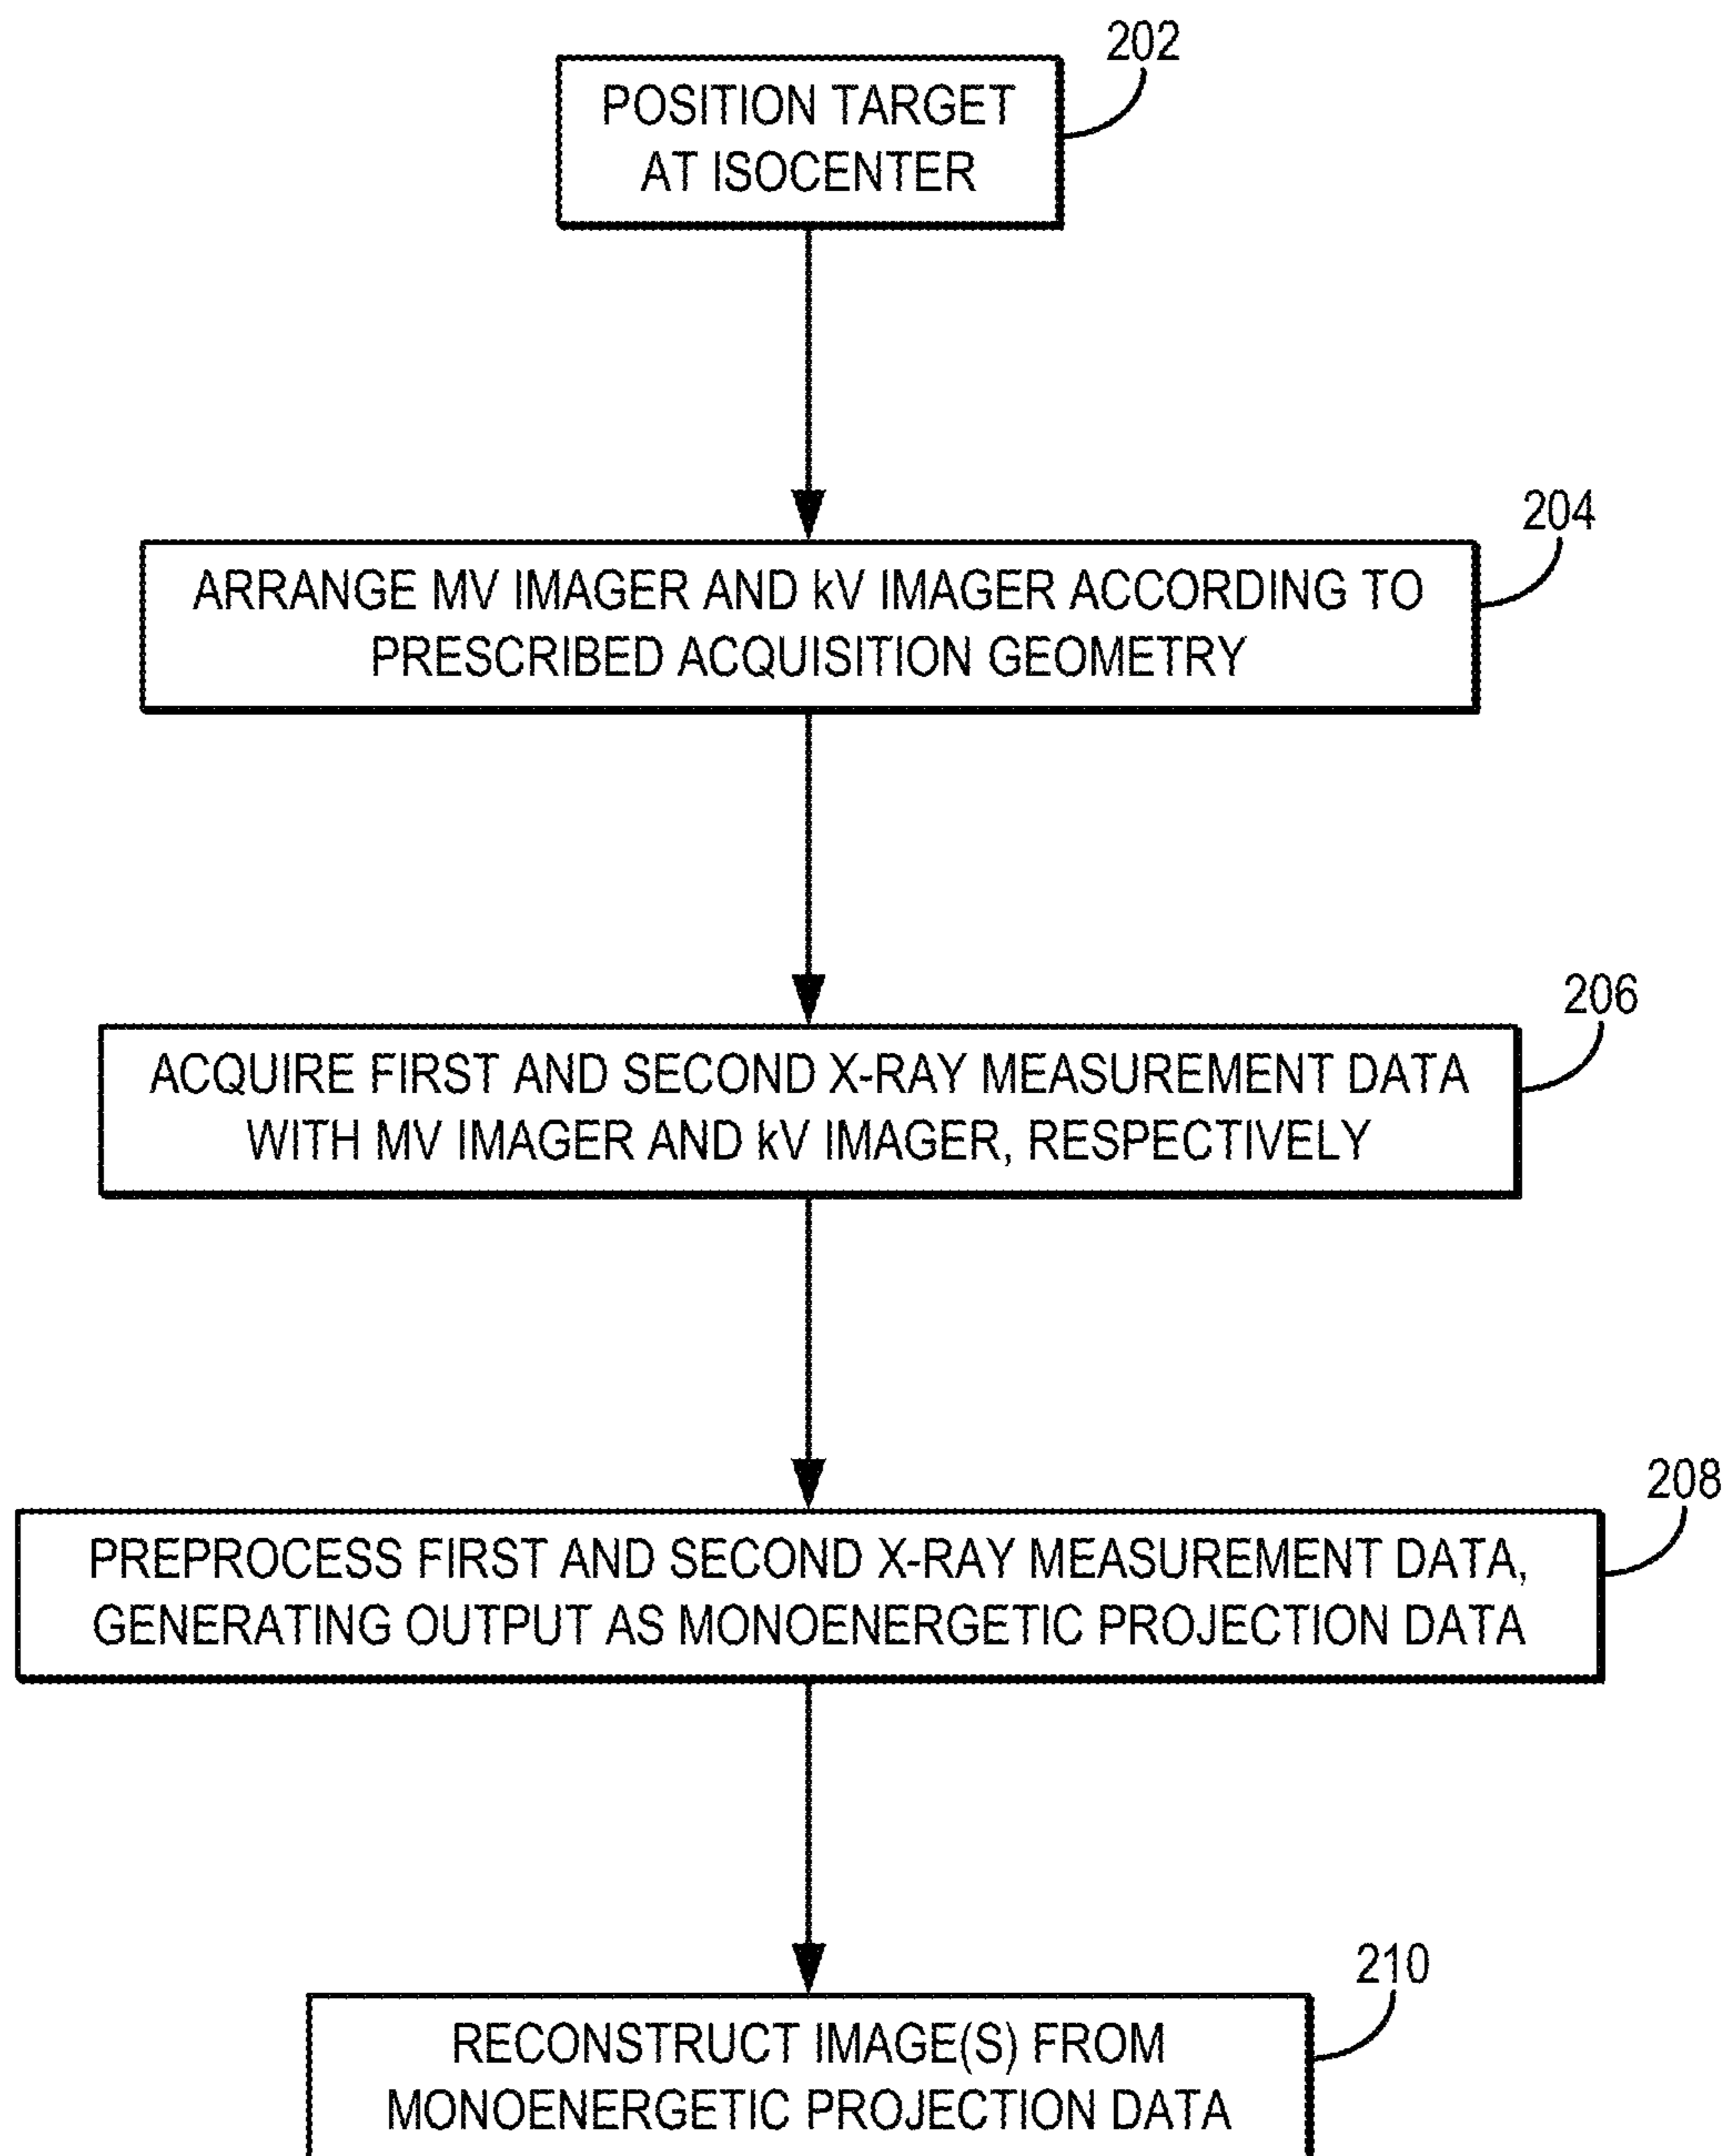 202
POSITION TARGET
AT ISOCENTER
204
ARRANGE MV IMAGER AND kV IMAGER ACCORDING TO
PRESCRIBED ACQUISITION GEOMETRY
206
ACQUIRE FIRST AND SECOND X-RAY MEASUREMENT DATA
WITH MV IMAGER AND kV IMAGER, RESPECTIVELY
208
PREPROCESS FIRST AND SECOND X-RAY MEASUREMENT DATA,
GENERATING OUTPUT AS MONOENERGETIC PROJECTION DATA
210
RECONSTRUCT IMAGE(S) FROM
MONOENERGETIC PROJECTION DATA